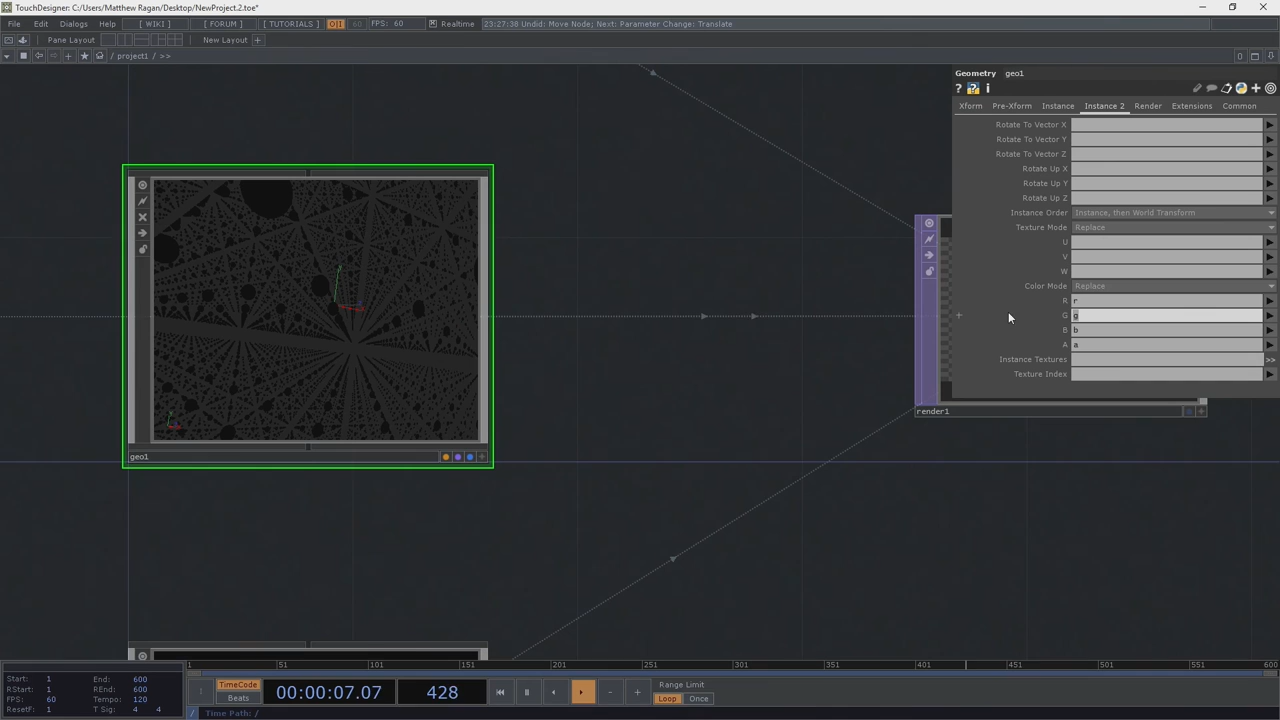 TouchDesigner: C:/Users/Matthew Ragan/Desktop/NewProject.2.toe*
File Edit Dialogs Help [ WIKI ] [ FORUM ] [ TUTORIALS ] O|I 60 FPS: 60 Realtime 23:27:38 Undid: Move Node; Next: Parameter Change: Translate
Pane Layout New Layout +
/ project1 / >> 0
Geometry geo1
? ? i
Xform Pre-Xform Instance Instance 2 Render Extensions Common
Rotate To Vector X
Rotate To Vector Y
Rotate To Vector Z
Rotate Up X
Rotate Up Y
Rotate Up Z
Instance Order Instance, then World Transform
Texture Mode Replace
U
V
W
Color Mode Replace
R r
G g
B b
A a
Instance Textures >>
Texture Index
render1
geo1
1 51 101 151 201 251 301 351 401 451 501 551 600
Start: 1 End: 600
RStart: 1 REnd: 600
FPS: 60 Tempo: 120
ResetF: 1 T Sig: 4 4
TimeCode
Beats
00:00:07.07 428
Range Limit
Loop Once
/ Time Path: /